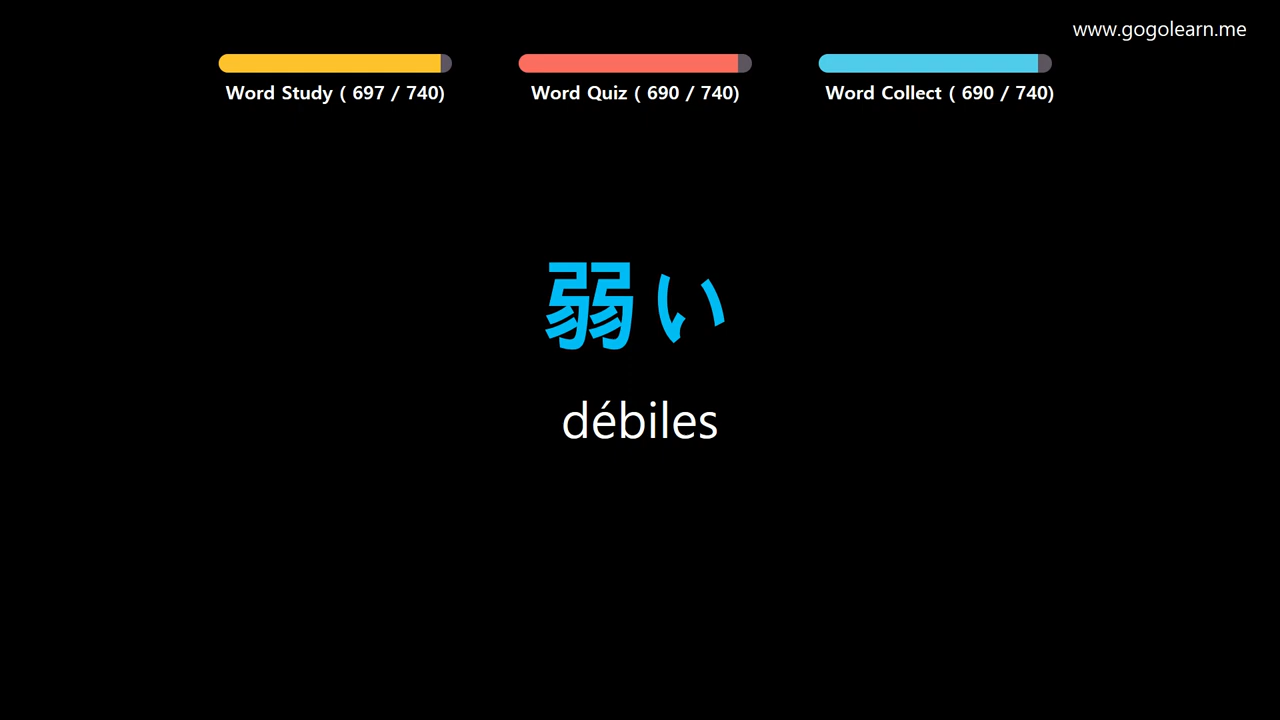 www.gogolearn.me
Word Study ( 697 / 740)
Word Quiz ( 690 / 740)
Word Collect ( 690 / 740)
弱い
débiles